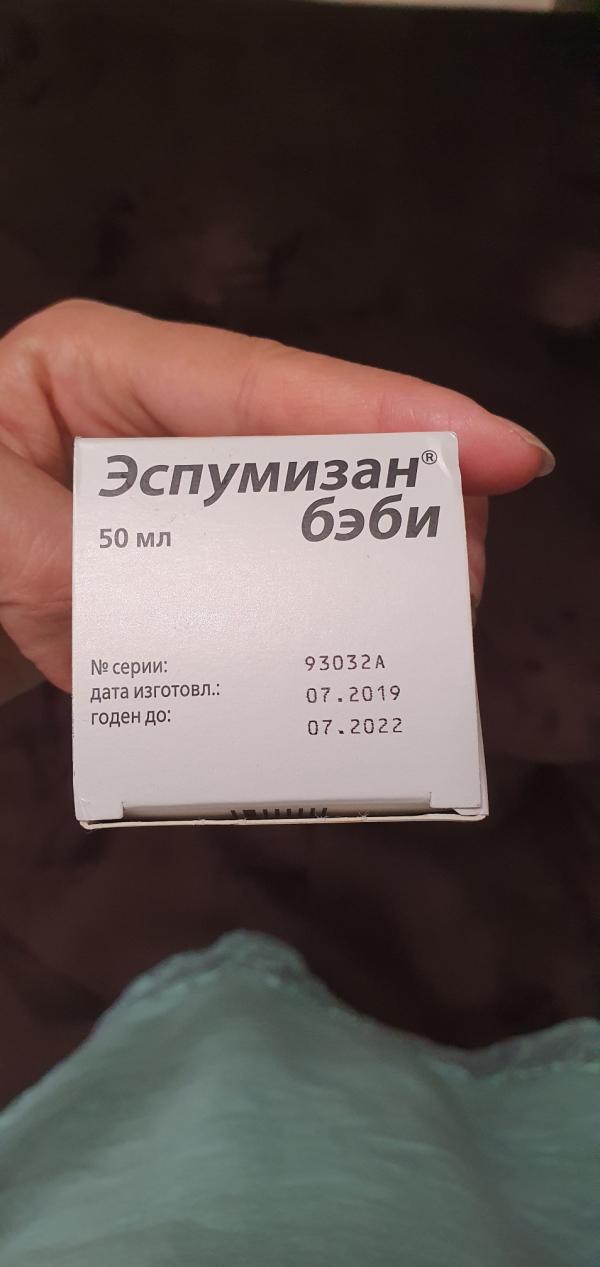 Эспумизан®
бэби
50 мл
№ серии: 93032A
дата изготовл.: 07.2019
годен до: 07.2022